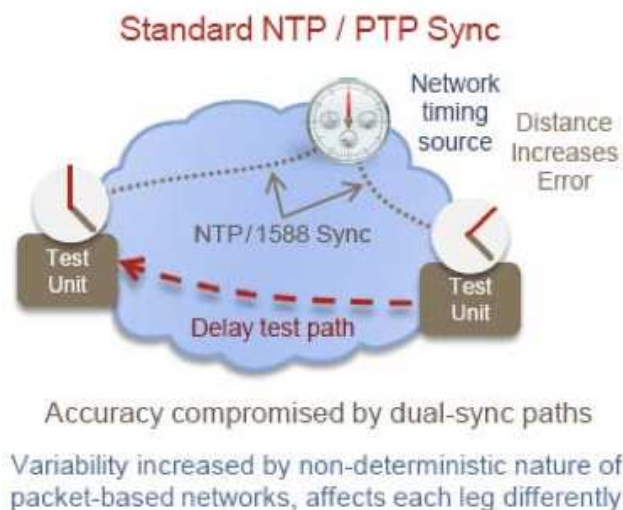 Standard NTP / PTP Sync
Network
timing
source
Distance
Increases
Error
NTP/1588 Sync
Test
Unit
Test
Unit
Delay test path
Accuracy compromised by dual-sync paths
Variability increased by non-deterministic nature of
packet-based networks, affects each leg differently